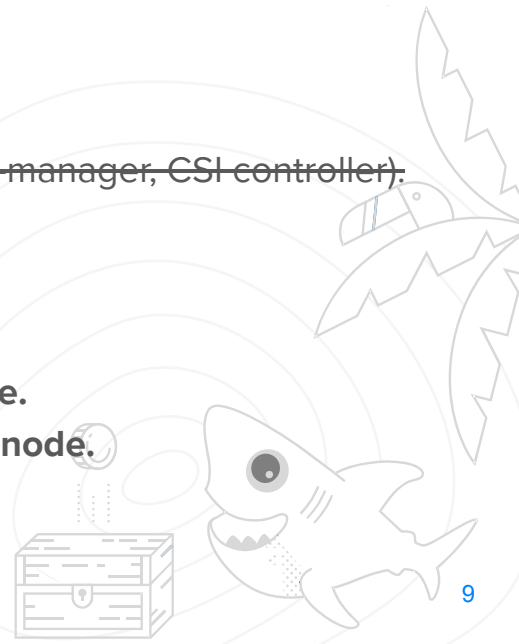 manager, CSI controller).
e.
node.
9